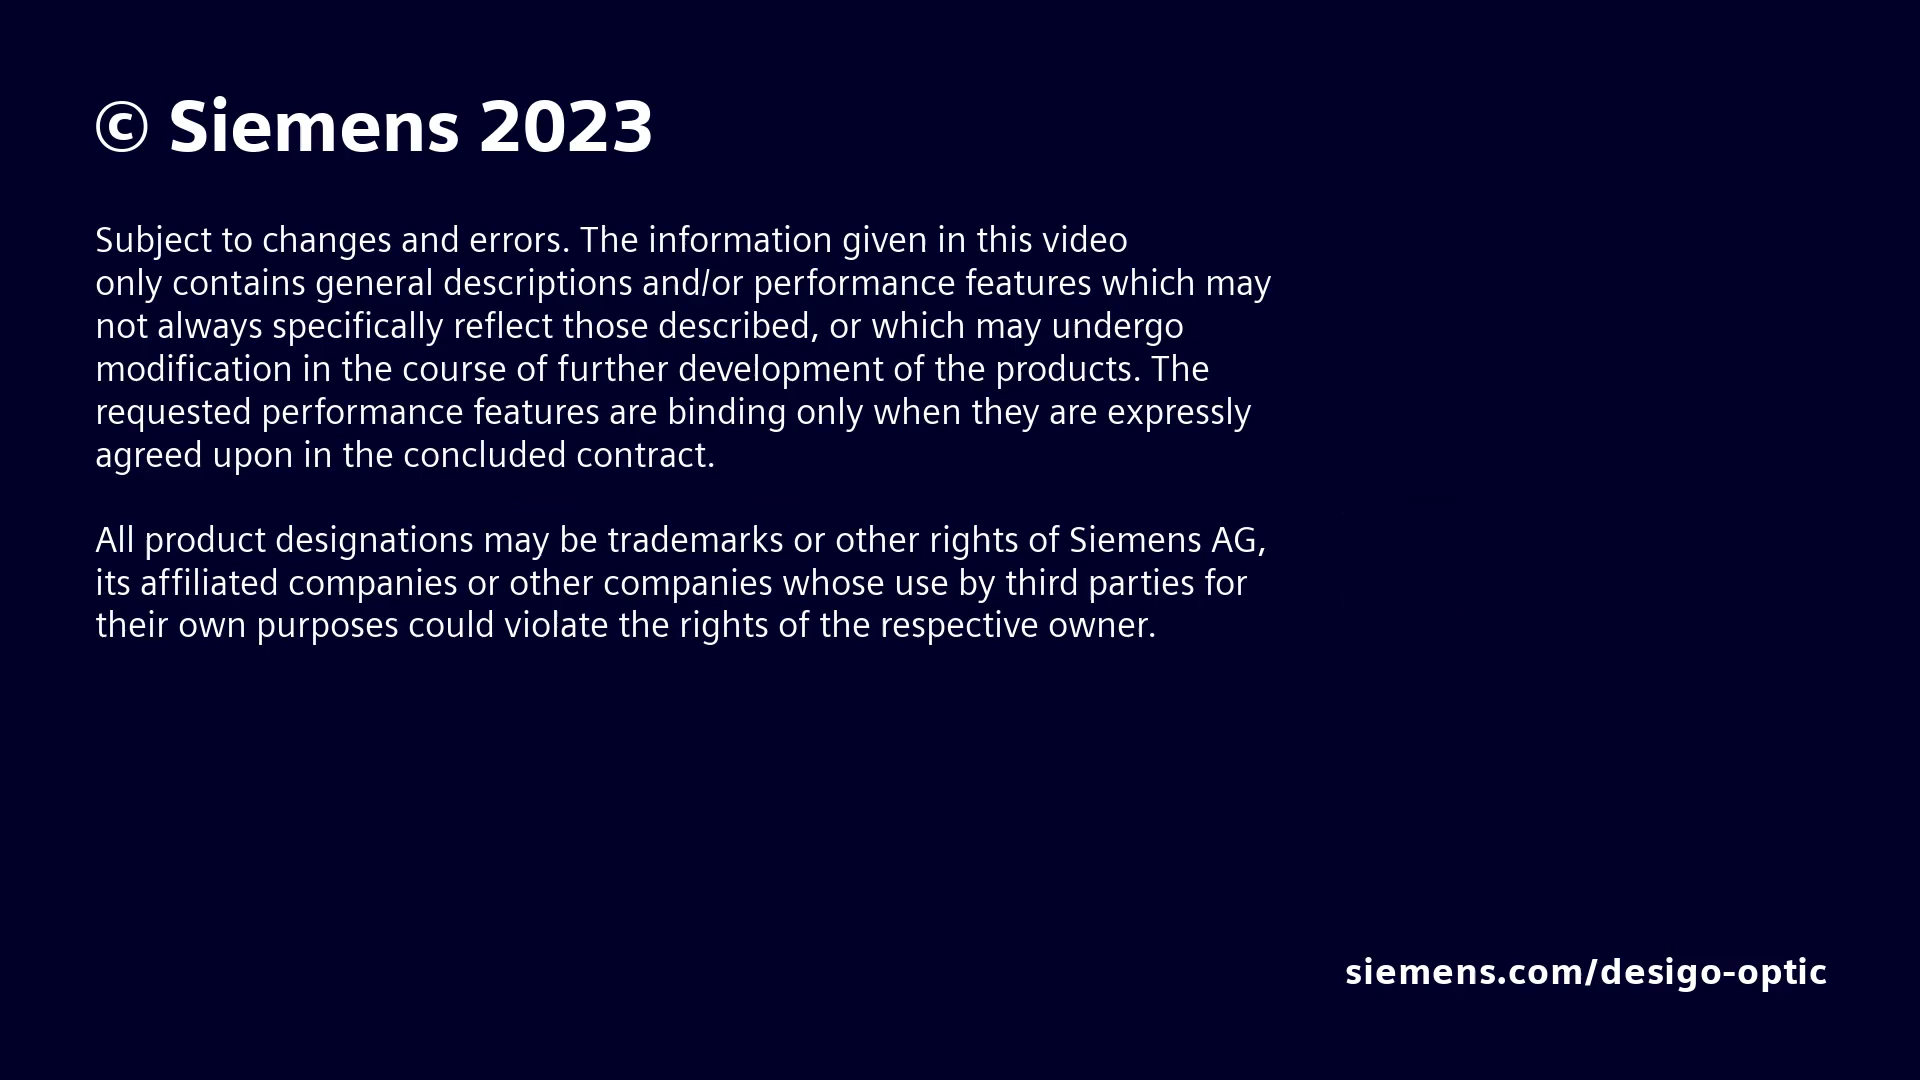 © Siemens 2023
Subject to changes and errors. The information given in this video
only contains general descriptions and/or performance features which may
not always specifically reflect those described, or which may undergo
modification in the course of further development of the products. The
requested performance features are binding only when they are expressly
agreed upon in the concluded contract.
All product designations may be trademarks or other rights of Siemens AG,
its affiliated companies or other companies whose use by third parties for
their own purposes could violate the rights of the respective owner.
siemens.com/desigo-optic